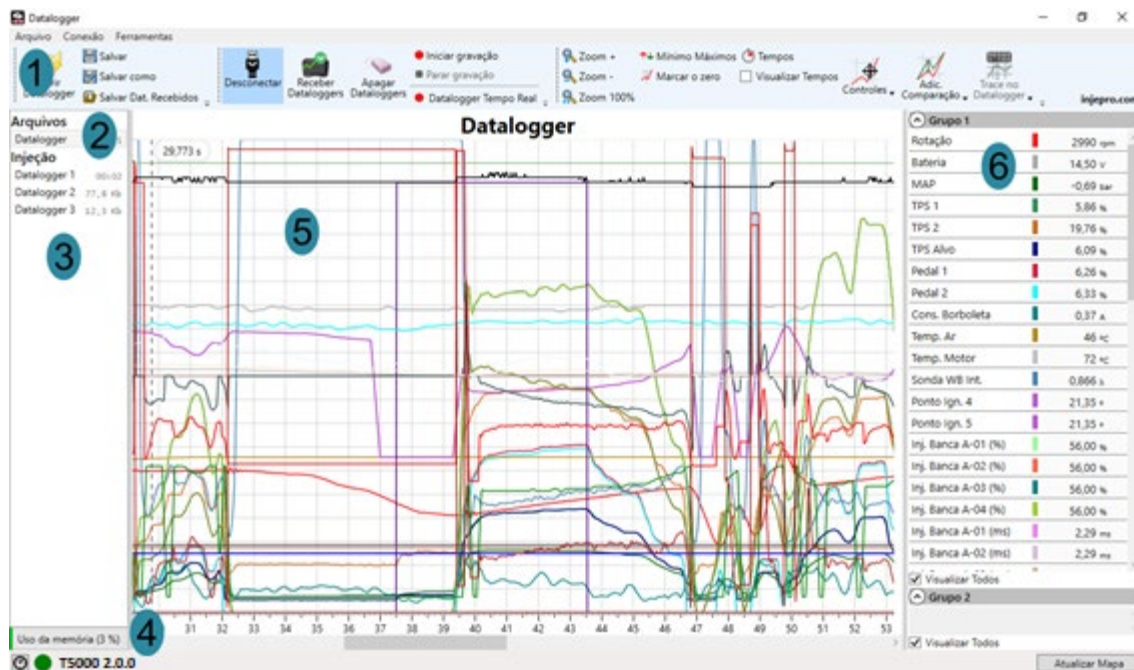 Datalogger
Arquivo Conexão Ferramentas
1
Datalogger
Salvar
Salvar como
Salvar Dat. Recebidos
Desconectar
Receber Dataloggers
Apagar Dataloggers
Iniciar gravação
Parar gravação
Datalogger Tempo Real
Zoom +
Zoom -
Zoom 100%
Mínimo Máximos
Marcar o zero
Tempos
Visualizar Tempos
Controles
Adic. Comparação
Trace no Datalogger
injepro.com
Arquivos
Datalogger
2
Injeção
Datalogger 1 00:02
Datalogger 2 77,8 Kb
Datalogger 3 12,3 Kb
3
Uso da memória (3 %)
4
Datalogger
29,773 s
5
31 32 33 34 35 36 37 38 39 40 41 42 43 44 45 46 47 48 49 50 51 52 53
Grupo 1
6
Rotação 2990 rpm
Bateria 14,50 v
MAP -0,69 bar
TPS 1 5,86 %
TPS 2 19,76 %
TPS Alvo 6,09 %
Pedal 1 6,26 %
Pedal 2 6,33 %
Cons. Borboleta 0,37 A
Temp. Ar 46 ºC
Temp. Motor 72 ºC
Sonda WB Int. 0,866 λ
Ponto Ign. 4 21,35 °
Ponto Ign. 5 21,35 °
Inj. Banca A-01 (%) 56,00 %
Inj. Banca A-02 (%) 56,00 %
Inj. Banca A-03 (%) 56,00 %
Inj. Banca A-04 (%) 56,00 %
Inj. Banca A-01 (ms) 2,29 ms
Inj. Banca A-02 (ms) 2,29 ms
Visualizar Todos
Grupo 2
Visualizar Todos
T5000 2.0.0
Atualizar Mapa